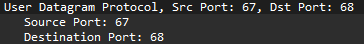 User Datagram Protocol, Src Port: 67, Dst Port: 68
Source Port: 67
Destination Port: 68